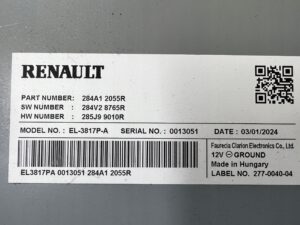 RENAULT
PART NUMBER: 284A1 2055R
SW NUMBER : 284V2 8765R
HW NUMBER : 285J9 9010R
MODEL NO. : EL-3817P-A SERIAL NO. : 0013051 DATE : 03/01/2024
Faurecia Clarion Electronics Co., Ltd.
12V ⊖ GROUND
Made in Hungary
EL3817PA 0013051 284A1 2055R LABEL NO. 277-0040-04